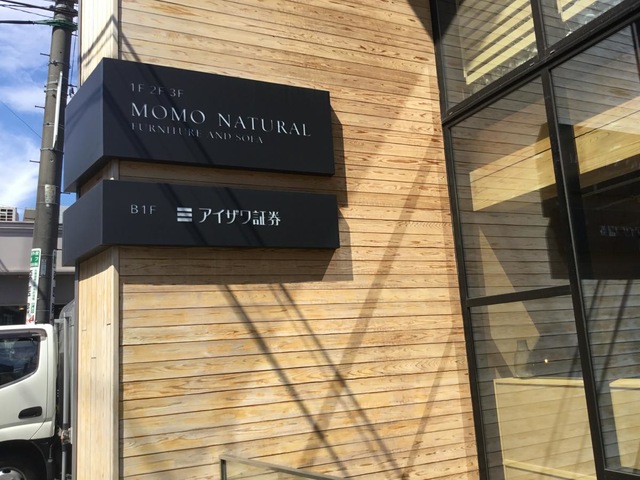 1F 2F 3F
MOMO NATURAL
FURNITURE AND SOFA
B1F アイザワ証券